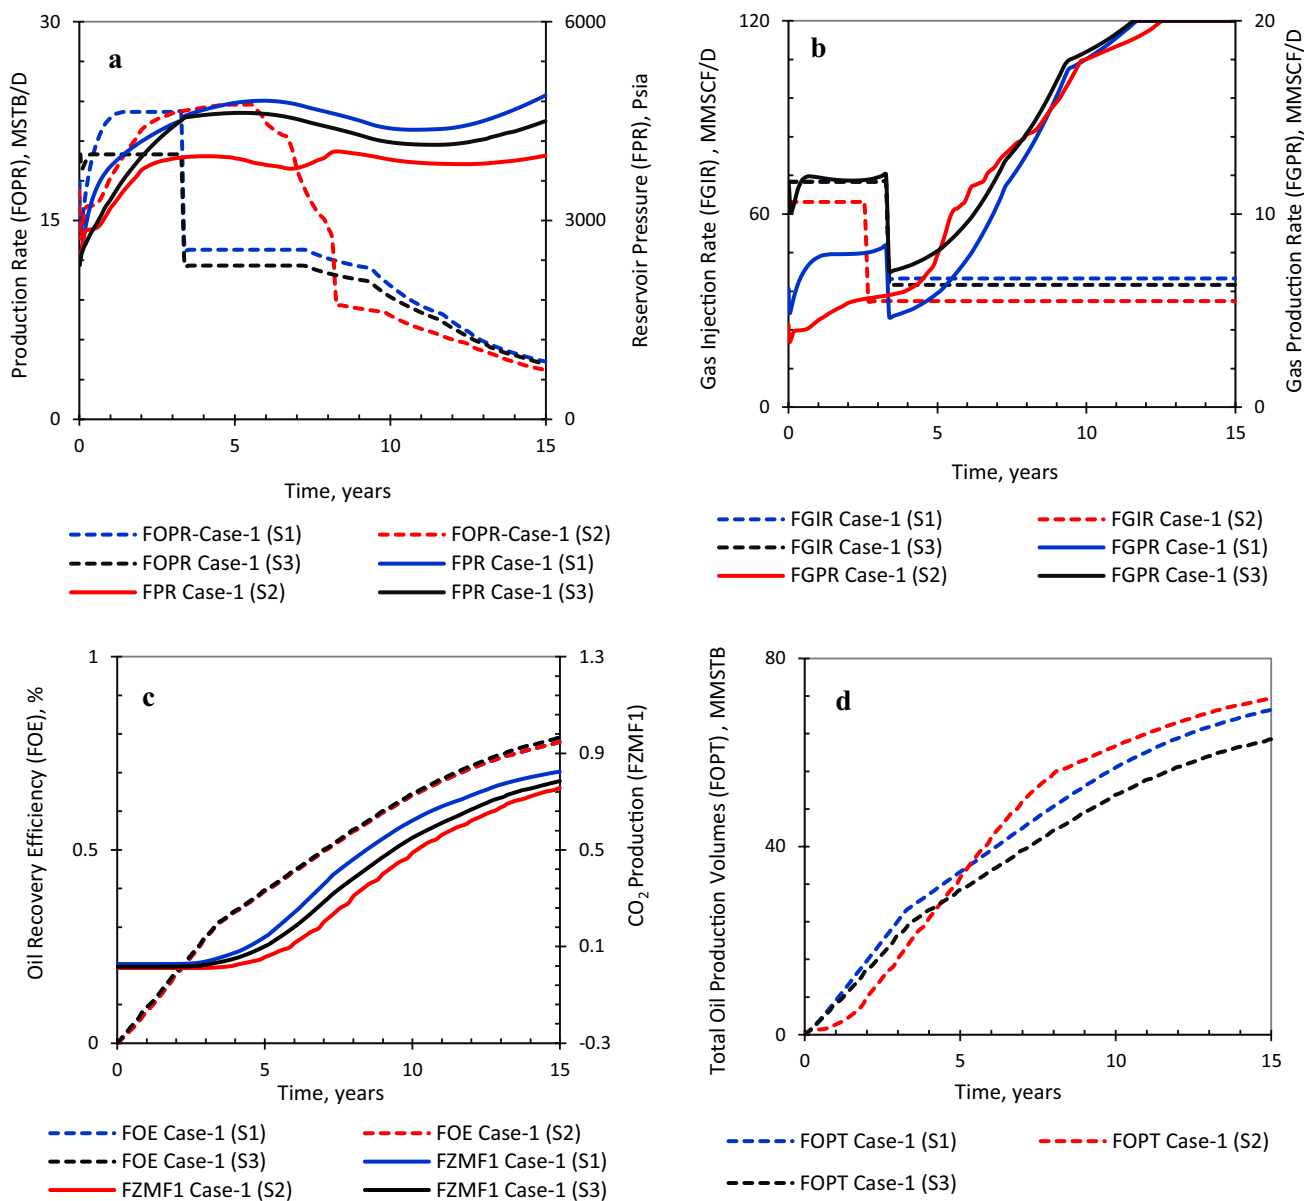 a
30
15
0
Production Rate (FOPR), MSTB/D
6000
3000
0
Reservoir Pressure (FPR), Psia
0 5 10 15
Time, years
FOPR-Case-1 (S1) FOPR-Case-1 (S2)
FOPR Case-1 (S3) FPR Case-1 (S1)
FPR Case-1 (S2) FPR Case-1 (S3)
b
120
60
0
Gas Injection Rate (FGIR) , MMSCF/D
20
10
0
Gas Production Rate (FGPR), MMSCF/D
0 5 10 15
Time, years
FGIR Case-1 (S1) FGIR Case-1 (S2)
FGIR Case-1 (S3) FGPR Case-1 (S1)
FGPR Case-1 (S2) FGPR Case-1 (S3)
c
1
0.5
0
Oil Recovery Efficiency (FOE), %
1.3
0.9
0.5
0.1
-0.3
CO₂ Production (FZMF1)
0 5 10 15
Time, years
FOE Case-1 (S1) FOE Case-1 (S2)
FOE Case-1 (S3) FZMF1 Case-1 (S1)
FZMF1 Case-1 (S2) FZMF1 Case-1 (S3)
d
80
40
0
Total Oil Production Volumes (FOPT) , MMSTB
0 5 10 15
Time, years
FOPT Case-1 (S1) FOPT Case-1 (S2)
FOPT Case-1 (S3)